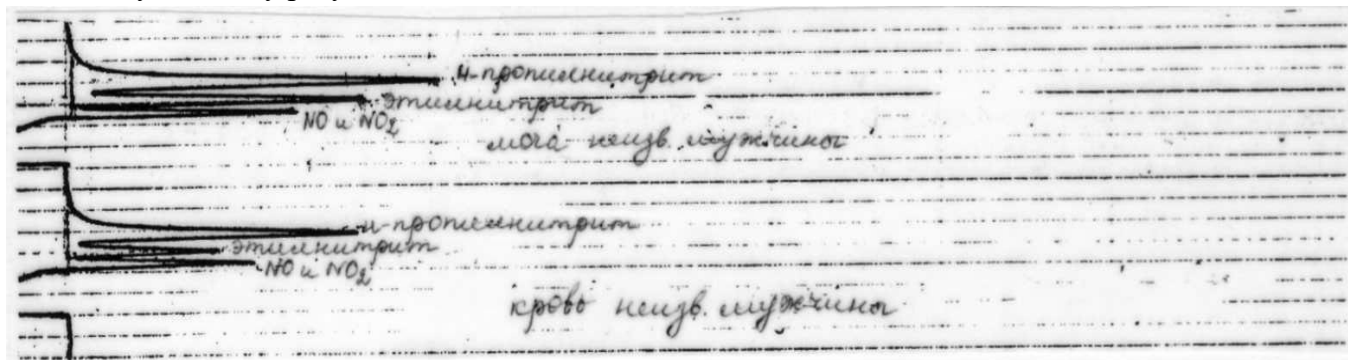 н-пропилнитрит
этилнитрит
NO и NO₂
моча неизв. мужчины
н-пропилнитрит
этилнитрит
NO и NO₂
кровь неизв. мужчины